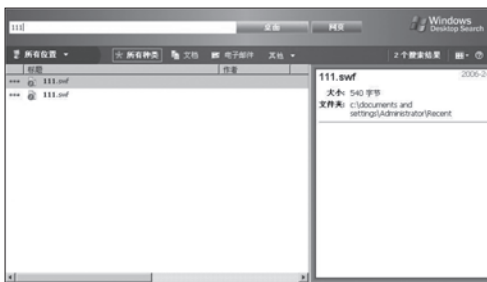 111
桌面
网页
Windows
Desktop Search
所有位置
所有种类
文档
电子邮件
其他
2个搜索结果
标题
作者
111.swf
111.swf
111.swf
2006-2
大小: 540 字节
文件夹: c:\documents and
settings\Administrator\Recent